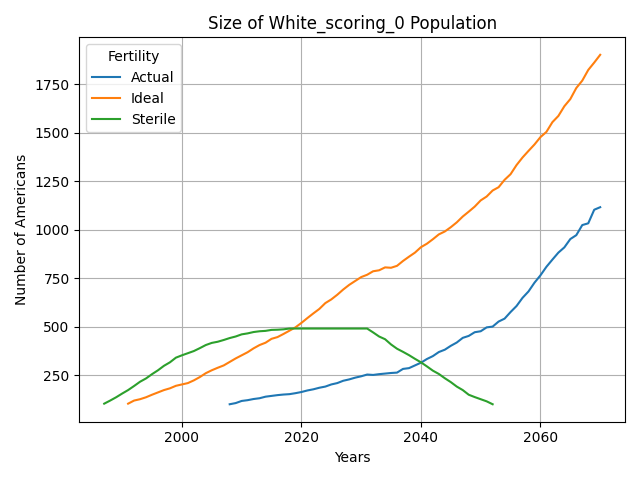 Size of White_scoring_0 Population
Fertility
Actual
Ideal
Sterile
1750
1500
1250
1000
750
500
250
Number of Americans
2000
2020
2040
2060
Years